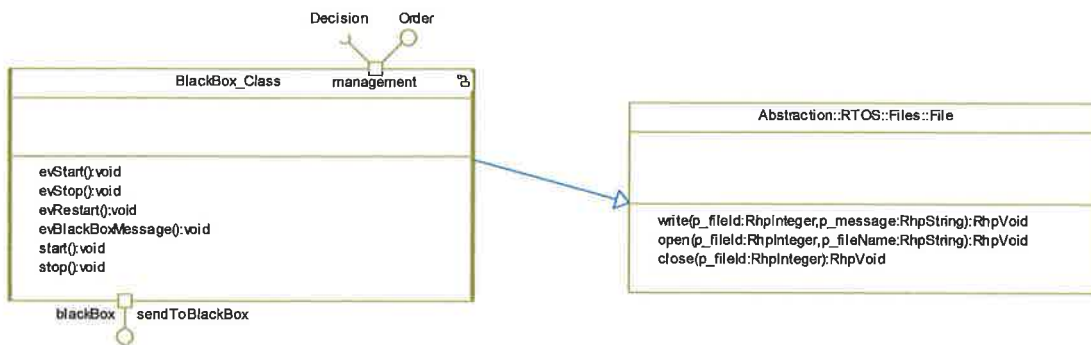 Decision Order
BlackBox_Class management
Abstraction::RTOS::Files::File
evStart():void
evStop():void
evRestart():void
evBlackBoxMessage():void
start():void
stop():void
write(p_fileId:RhpInteger,p_message:RhpString):RhpVoid
open(p_fileId:RhpInteger,p_fileName:RhpString):RhpVoid
close(p_fileId:RhpInteger):RhpVoid
blackBox sendToBlackBox